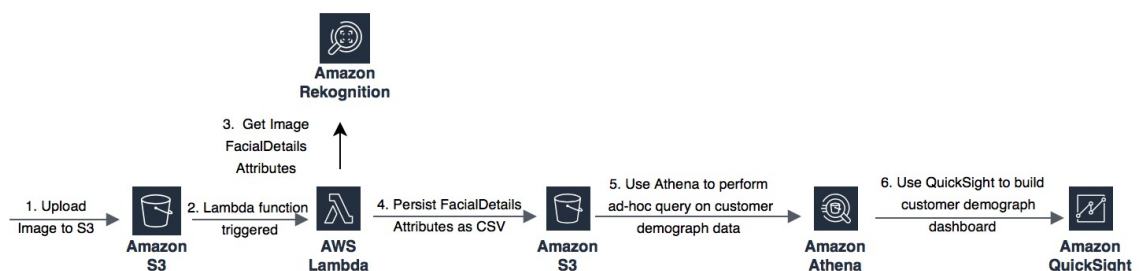 Amazon
Rekognition
3. Get Image
FacialDetails
Attributes
1. Upload
Image to S3
Amazon
S3
2. Lambda function
triggered
AWS
Lambda
4. Persist FacialDetails
Attributes as CSV
Amazon
S3
5. Use Athena to perform
ad-hoc query on customer
demograph data
Amazon
Athena
6. Use QuickSight to build
customer demograph
dashboard
Amazon
QuickSight